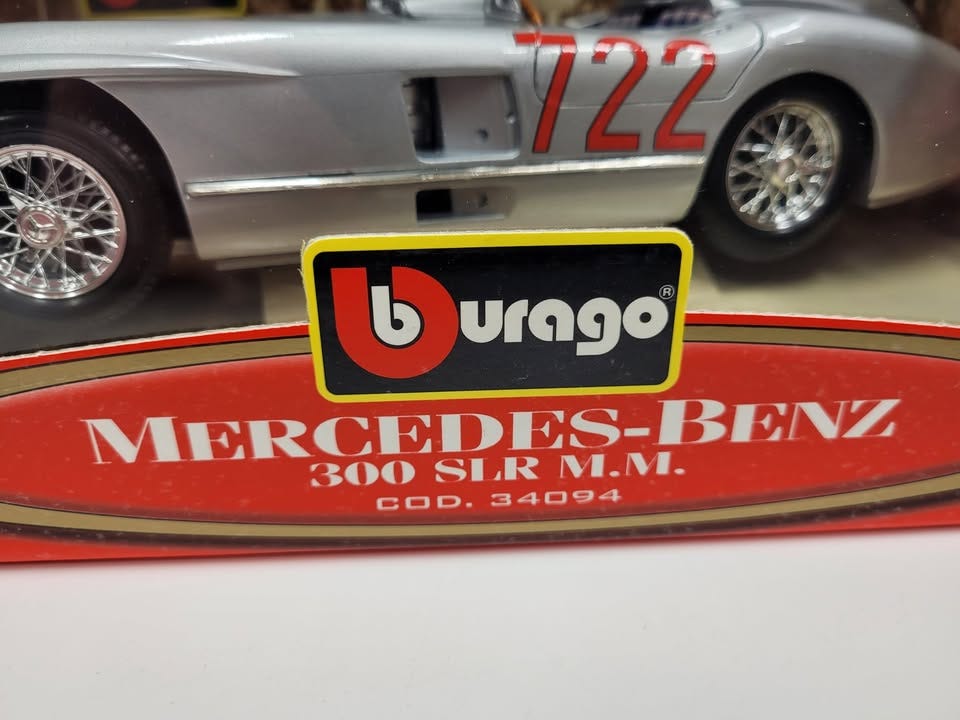 722
burago®
MERCEDES-BENZ
300 SLR M.M.
COD. 34094